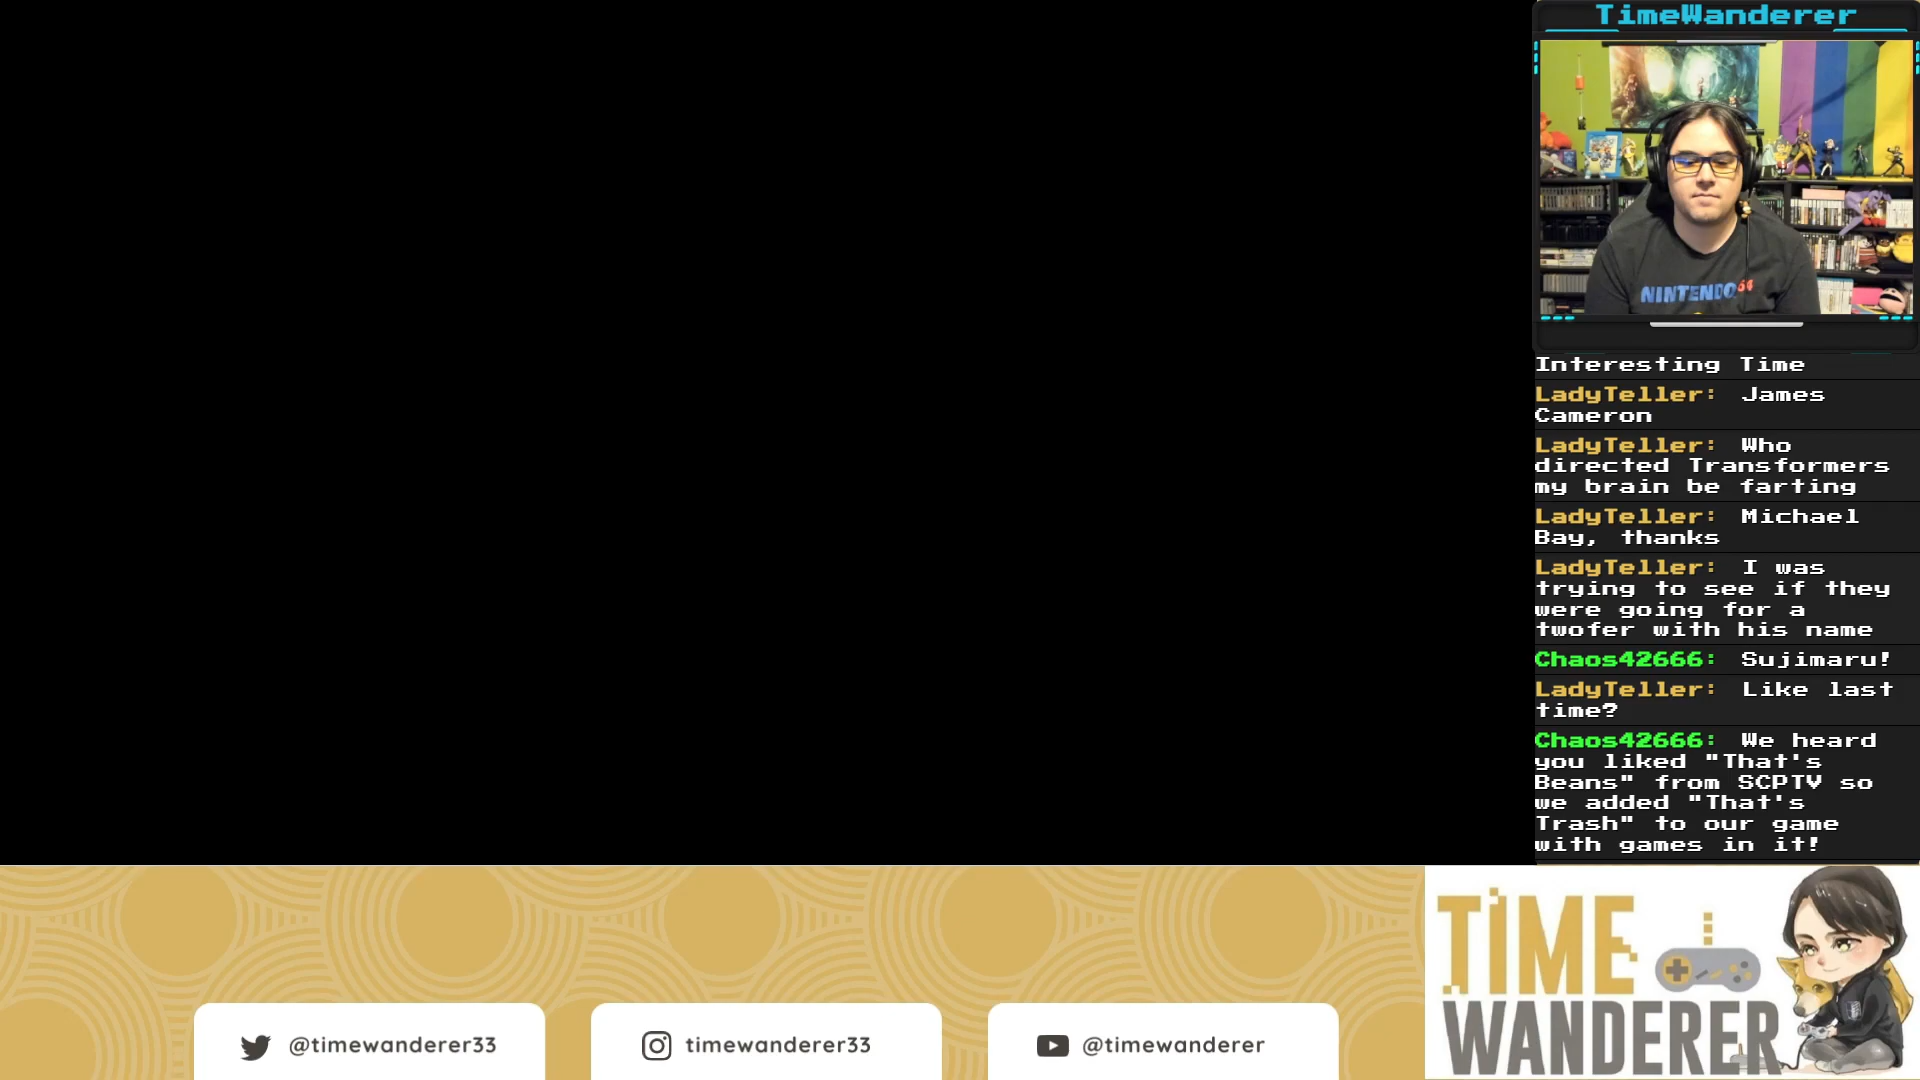 TimeWanderer
NINTENDO 64
Interesting Time
LadyTeller: James
Cameron
LadyTeller: Who
directed Transformers
my brain be farting
LadyTeller: Michael
Bay, thanks
LadyTeller: I was
trying to see if they
were going for a
twofer with his name
Chaos42666: Sujimaru!
LadyTeller: Like last
time?
Chaos42666: We heard
you liked "That's
Beans" from SCPTV so
we added "That's
Trash" to our game
with games in it!
TIME
WANDERER
@timewanderer33
timewanderer33
@timewanderer